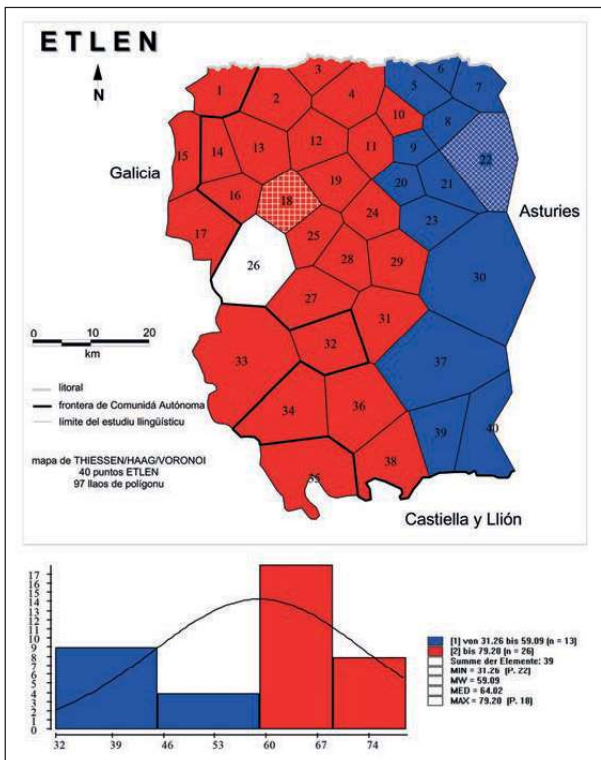 ETLEN
N
3
6
1
2
4
5
7
10
8
15
14
13
12
11
9
22
Galicia
16
18
19
20
21
Asturies
17
24
23
25
26
28
29
30
27
31
0 10 20
km
32
33
37
litoral
frontera de Comunidá Autónoma
34
36
límite del estudiu llingüísticu
39
40
mapa de THIESSEN/HAAG/VORONOI
38
40 puntos ETLEN
35
97 llaos de polígonu
Castiella y Llión
17
16
15
14
13
12
11
10
9
8
7
6
5
4
3
2
1
0
32 39 46 53 60 67 74
[1] von 31.26 bis 59.09 (n = 13)
[2] bis 79.20 (n = 26)
Summe der Elemente: 39
MIN = 31.26 (P. 22)
MW = 59.09
MED = 64.02
MAX = 79.20 (P. 18)